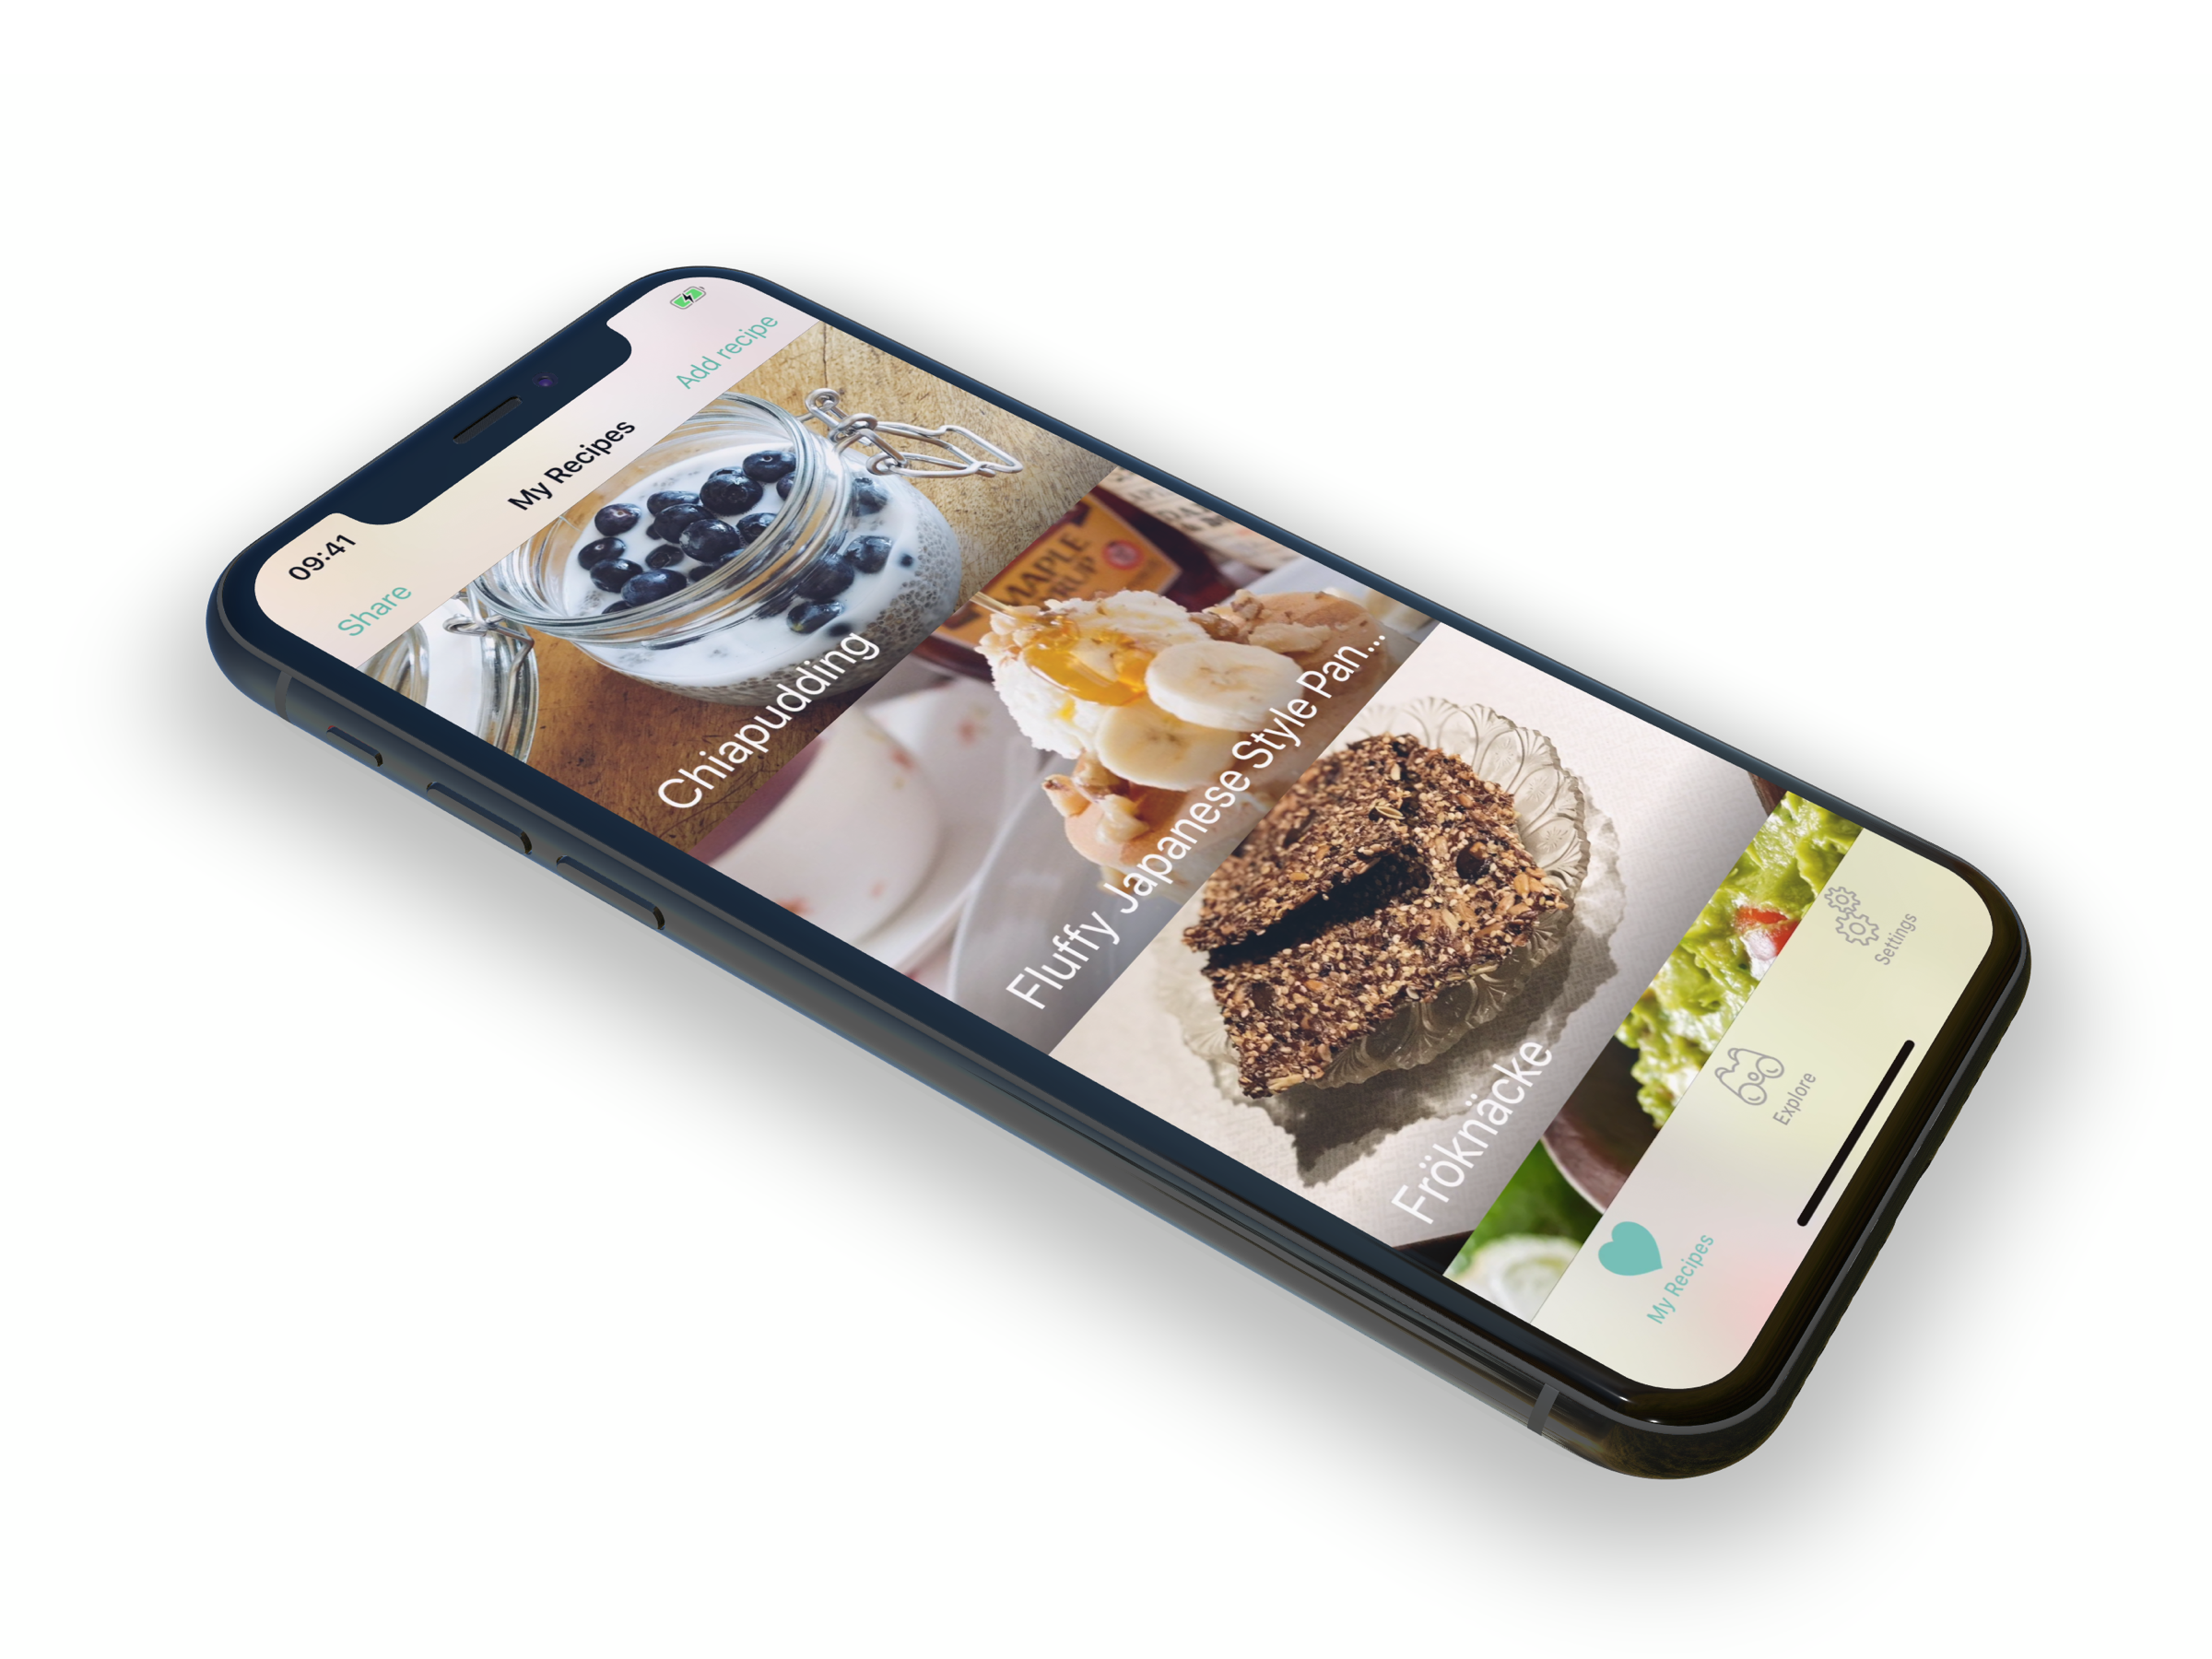 09:41
Share
My Recipes
Add recipe
Chiapudding
MAPLE
Fluffy Japanese Style Pan...
Fröknäcke
My Recipes
Explore
Settings